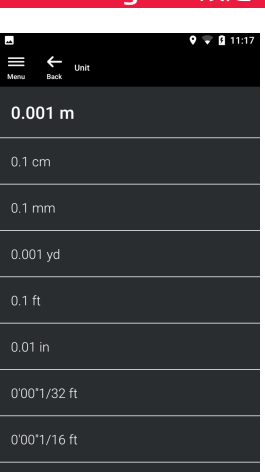 11:17
Menu
Back
Unit
0.001 m
0.1 cm
0.1 mm
0.001 yd
0.1 ft
0.01 in
0'00"1/32 ft
0'00"1/16 ft